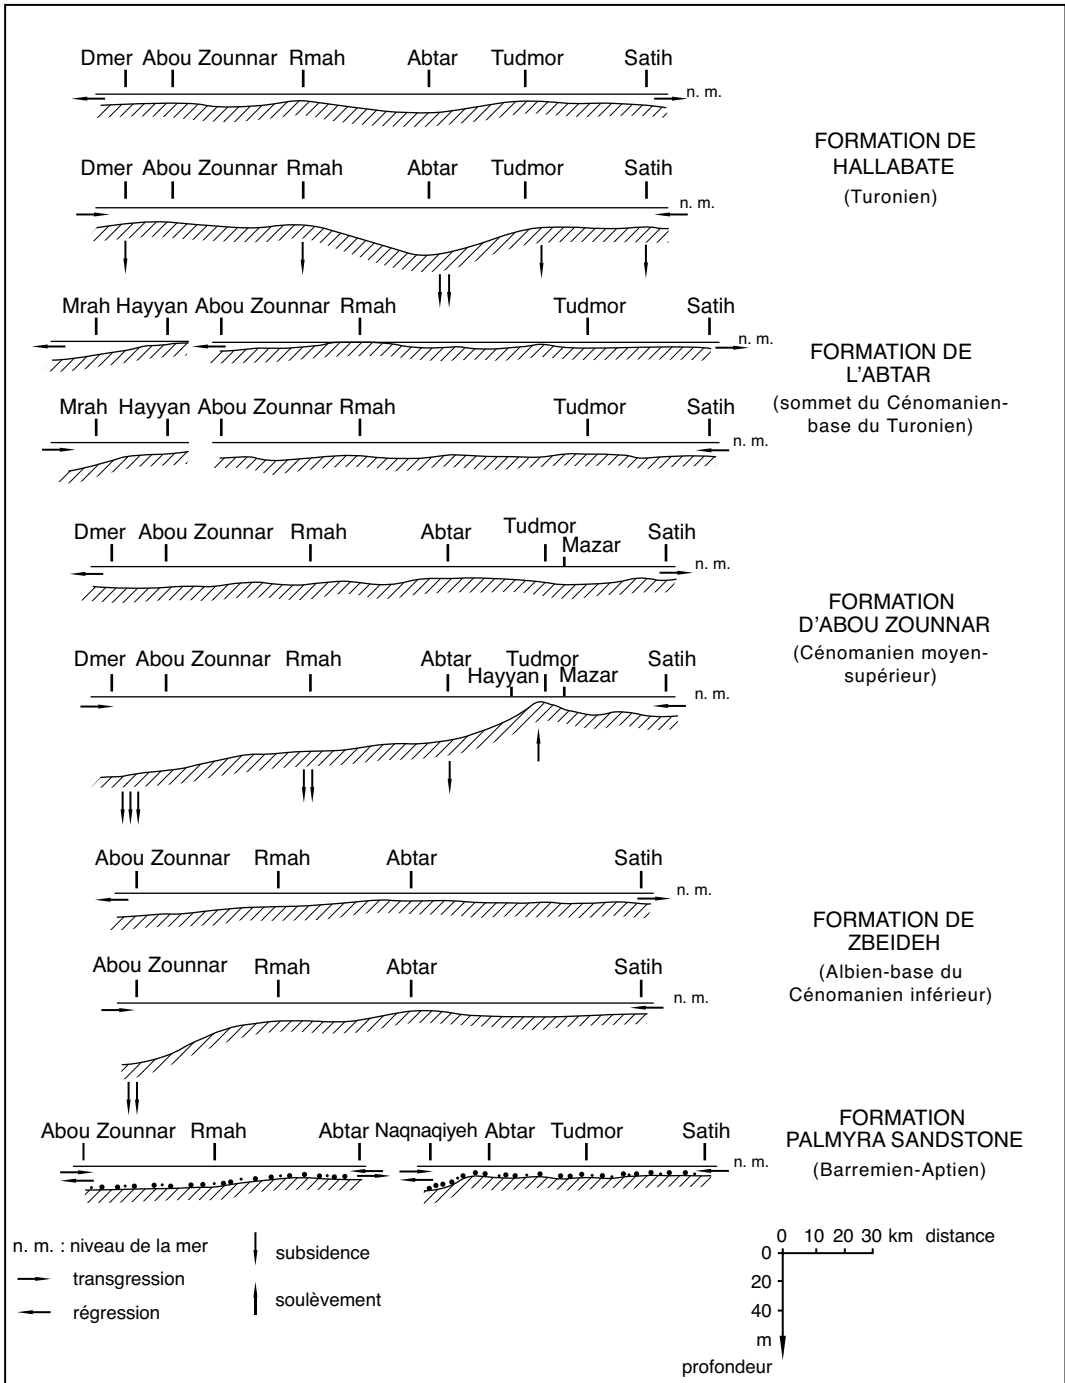 Dmer Abou Zounnar Rmah Abtar Tudmor Satih
n. m.
FORMATION DE
HALLABATE
(Turonien)
Dmer Abou Zounnar Rmah Abtar Tudmor Satih
n. m.
Mrah Hayyan Abou Zounnar Rmah Tudmor Satih
n. m.
FORMATION DE
L'ABTAR
(sommet du Cénomanien-
base du Turonien)
Mrah Hayyan Abou Zounnar Rmah Tudmor Satih
n. m.
Dmer Abou Zounnar Rmah Abtar Tudmor Mazar Satih
n. m.
FORMATION
D'ABOU ZOUNNAR
(Cénomanien moyen-
supérieur)
Dmer Abou Zounnar Rmah Abtar Hayyan Tudmor Mazar Satih
n. m.
Abou Zounnar Rmah Abtar Satih
n. m.
FORMATION DE
ZBEIDEH
(Albien-base du
Cénomanien inférieur)
Abou Zounnar Rmah Abtar Satih
n. m.
Abou Zounnar Rmah Abtar Naqnaqiyeh Abtar Tudmor Satih
n. m.
FORMATION
PALMYRA SANDSTONE
(Barremien-Aptien)
n. m. : niveau de la mer
transgression
régression
subsidence
soulèvement
0 10 20 30 km distance
0
20
40
m
profondeur